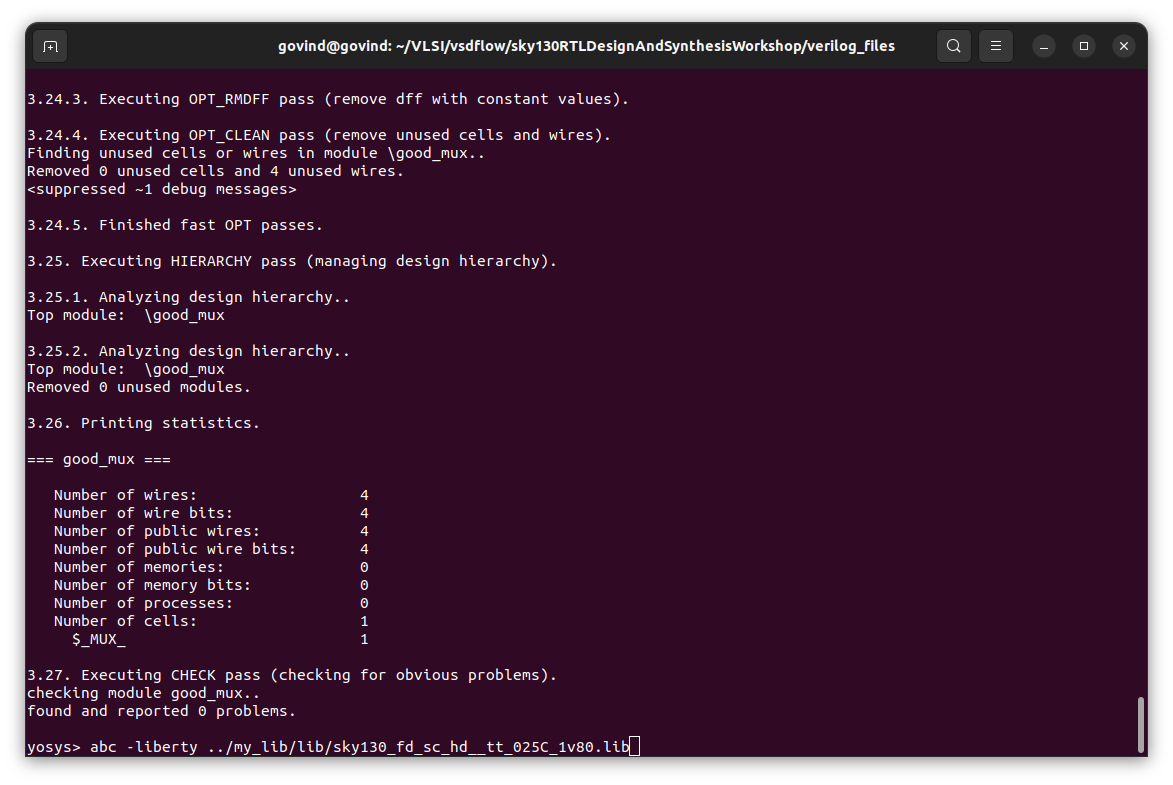 govind@govind: ~/VLSI/vsdflow/sky130RTLDesignAndSynthesisWorkshop/verilog_files
3.24.3. Executing OPT_RMDFF pass (remove dff with constant values).
3.24.4. Executing OPT_CLEAN pass (remove unused cells and wires).
Finding unused cells or wires in module \good_mux..
Removed 0 unused cells and 4 unused wires.
<suppressed ~1 debug messages>
3.24.5. Finished fast OPT passes.
3.25. Executing HIERARCHY pass (managing design hierarchy).
3.25.1. Analyzing design hierarchy..
Top module:  \good_mux
3.25.2. Analyzing design hierarchy..
Top module:  \good_mux
Removed 0 unused modules.
3.26. Printing statistics.
=== good_mux ===
   Number of wires:                  4
   Number of wire bits:              4
   Number of public wires:           4
   Number of public wire bits:       4
   Number of memories:               0
   Number of memory bits:            0
   Number of processes:              0
   Number of cells:                  1
     $_MUX_                          1
3.27. Executing CHECK pass (checking for obvious problems).
checking module good_mux..
found and reported 0 problems.
yosys> abc -liberty ../my_lib/lib/sky130_fd_sc_hd__tt_025C_1v80.lib